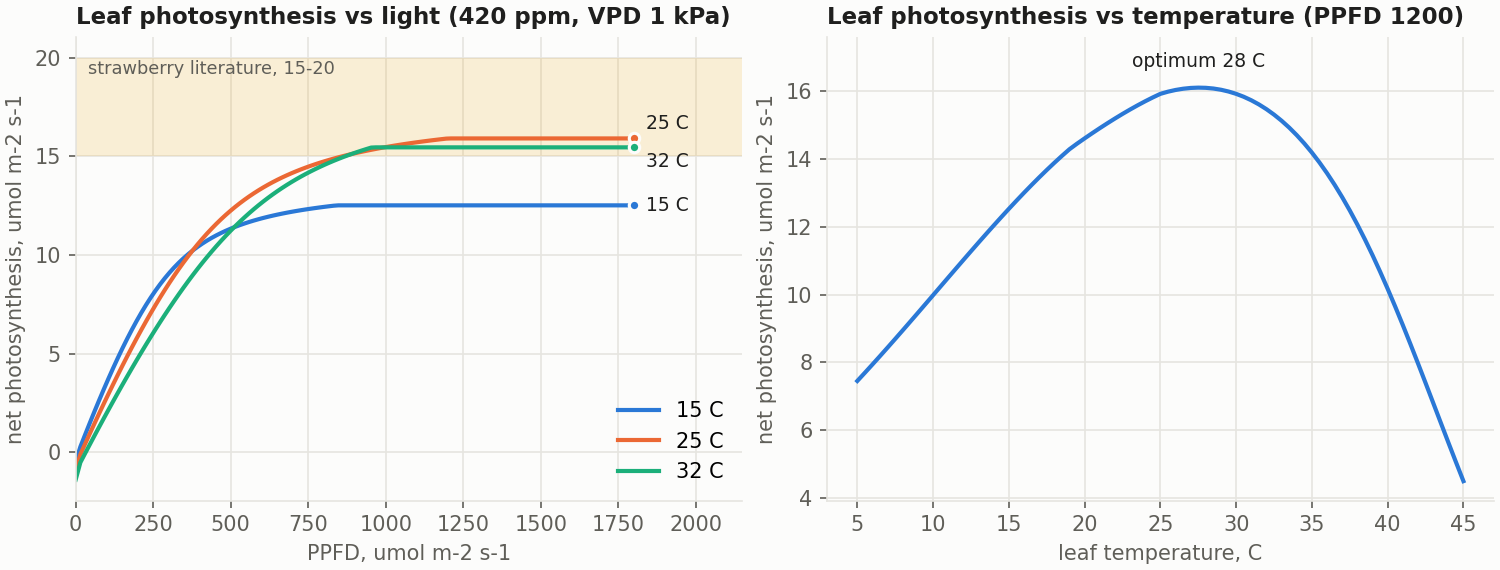 Leaf photosynthesis vs light (420 ppm, VPD 1 kPa)
net photosynthesis, umol m-2 s-1
20
15
10
5
0
strawberry literature, 15-20
25 C
32 C
15 C
15 C
25 C
32 C
0 250 500 750 1000 1250 1500 1750 2000
PPFD, umol m-2 s-1
Leaf photosynthesis vs temperature (PPFD 1200)
net photosynthesis, umol m-2 s-1
optimum 28 C
16
14
12
10
8
6
4
5 10 15 20 25 30 35 40 45
leaf temperature, C